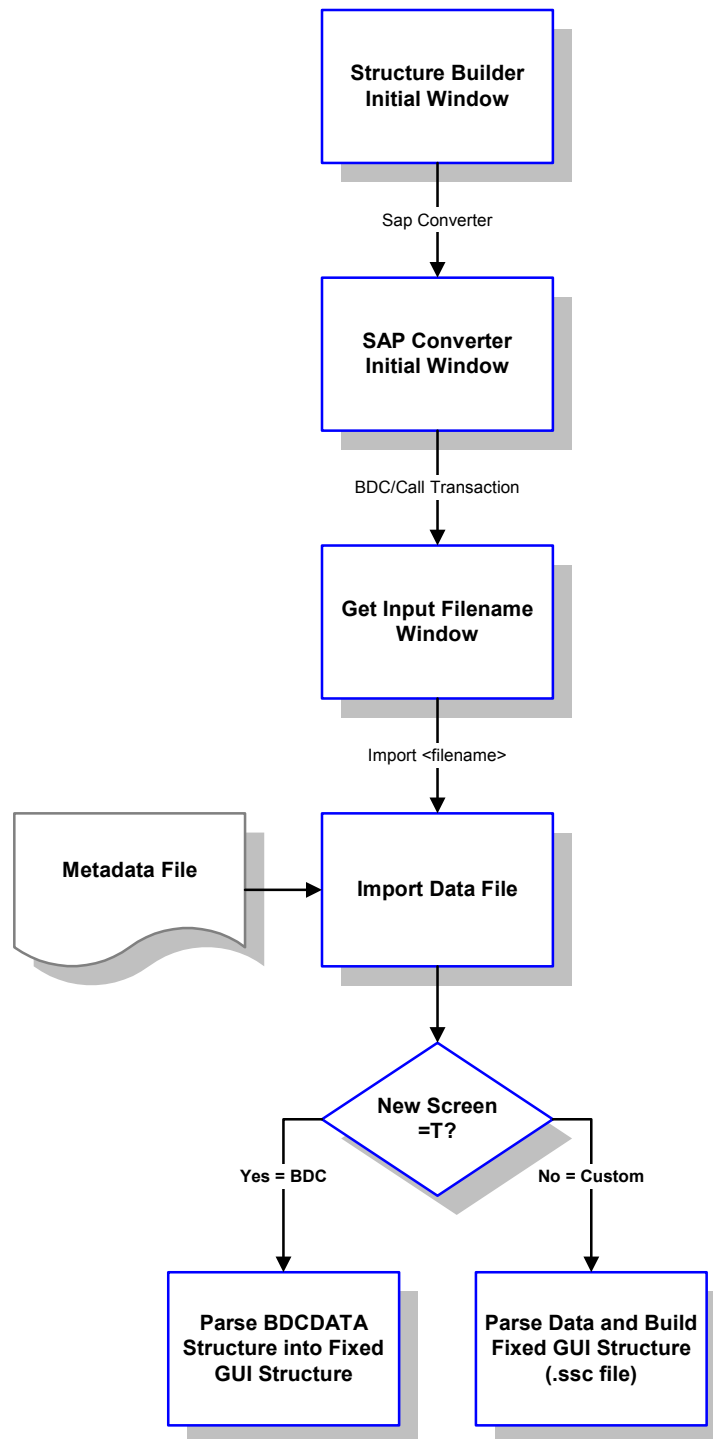 Structure Builder
Initial Window
Sap Converter
SAP Converter
Initial Window
BDC/Call Transaction
Get Input Filename
Window
Import <filename>
Metadata File
Import Data File
New Screen
=T?
Yes = BDC
No = Custom
Parse BDCDATA
Structure into Fixed
GUI Structure
Parse Data and Build
Fixed GUI Structure
(.ssc file)